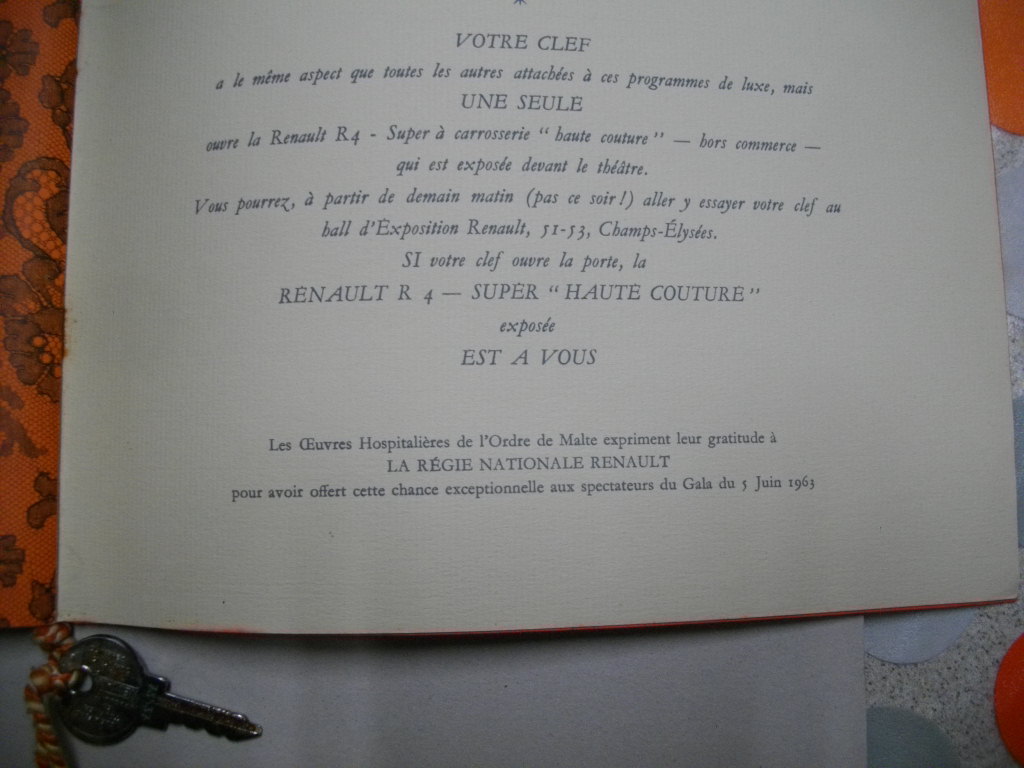 *
VOTRE CLEF
a le même aspect que toutes les autres attachées à ces programmes de luxe, mais
UNE SEULE
ouvre la Renault R4 - Super à carrosserie “ haute couture ” — hors commerce —
qui est exposée devant le théâtre.
Vous pourrez, à partir de demain matin (pas ce soir !) aller y essayer votre clef au
hall d'Exposition Renault, 51-53, Champs-Élysées.
SI votre clef ouvre la porte, la
RENAULT R 4 — SUPER “ HAUTE COUTURE ”
exposée
EST A VOUS
Les Œuvres Hospitalières de l'Ordre de Malte expriment leur gratitude à
LA RÉGIE NATIONALE RENAULT
pour avoir offert cette chance exceptionnelle aux spectateurs du Gala du 5 Juin 1963